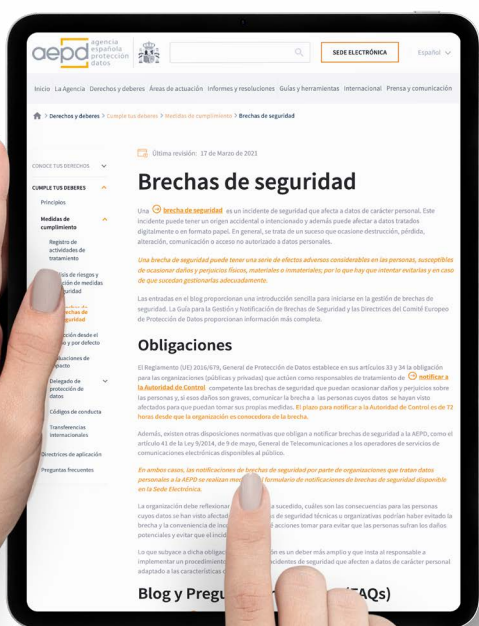 aepd agencia
española
protección
datos
SEDE ELECTRÓNICA
Español
Inicio La Agencia Derechos y deberes Áreas de actuación Informes y resoluciones Guías y herramientas Internacional Prensa y comunicación
> Derechos y deberes > Cumple tus deberes > Medidas de cumplimiento > Brechas de seguridad
Última revisión: 17 de Marzo de 2021
CONOCE TUS DERECHOS
CUMPLE TUS DEBERES
Principios
Medidas de
cumplimiento
Registro de
actividades de
tratamiento
de riesgos y
de medidas
Brechas de
desde el
y por defecto
Delegado de
protección de
datos
Códigos de conducta
Transferencias
internacionales
Directrices de aplicación
Preguntas frecuentes
Brechas de seguridad
Una brecha de seguridad es un incidente de seguridad que afecta a datos de carácter personal. Este
incidente puede tener un origen accidental o intencionado y además puede afectar a datos tratados
digitalmente o en formato papel. En general, se trata de un suceso que ocasione destrucción, pérdida,
alteración, comunicación o acceso no autorizado a datos personales.
Una brecha de seguridad puede tener una serie de efectos adversos considerables en las personas, susceptibles
de ocasionar daños y perjuicios físicos, materiales o inmateriales, por lo que hay que intentar evitarlas y en caso
de que sucedan gestionarlas adecuadamente.
Las entradas en el blog proporcionan una introducción sencilla para iniciarse en la gestión de brechas de
seguridad. La Guía para la Gestión y Notificación de Brechas de Seguridad y las Directrices del Comité Europeo
de Protección de Datos proporcionan información más completa.
Obligaciones
El Reglamento (UE) 2016/679, General de Protección de Datos establece en sus artículos 33 y 34 la obligación
para las organizaciones (públicas y privadas) que actúen como responsables de tratamiento de notificar a
la Autoridad de Control competente las brechas de seguridad que puedan ocasionar daños y perjuicios sobre
las personas y, si esos daños son graves, comunicar la brecha a las personas cuyos datos se hayan visto
afectados para que puedan tomar sus propias medidas. El plazo para notificar a la Autoridad de Control es de 72
horas desde que la organización es conocedora de la brecha.
Además, existen otras disposiciones normativas que obligan a notificar brechas de seguridad a la AEPD, como el
artículo 41 de la Ley 9/2014, de 9 de mayo, General de Telecomunicaciones a los operadores de servicios de
comunicaciones electrónicas disponibles al público.
En ambos casos, las notificaciones de brechas de seguridad por parte de organizaciones que tratan datos
personales a la AEPD se realizan formulario de notificaciones de brechas de seguridad disponible
en la Sede Electrónica.
La organización debe reflexionar sucedido, cuáles son las consecuencias para las personas
cuyos datos se han visto de seguridad técnicas u organizativas podrían haber evitado la
brecha y la conveniencia de acciones tomar para evitar que las personas sufran los daños
potenciales y evitar que el
Lo que subyace a dicha es un deber más amplio y que insta al responsable a
implementar un procedimiento incidentes de seguridad que afecten a datos de carácter personal
adaptado a las características
Blog y (FAQs)